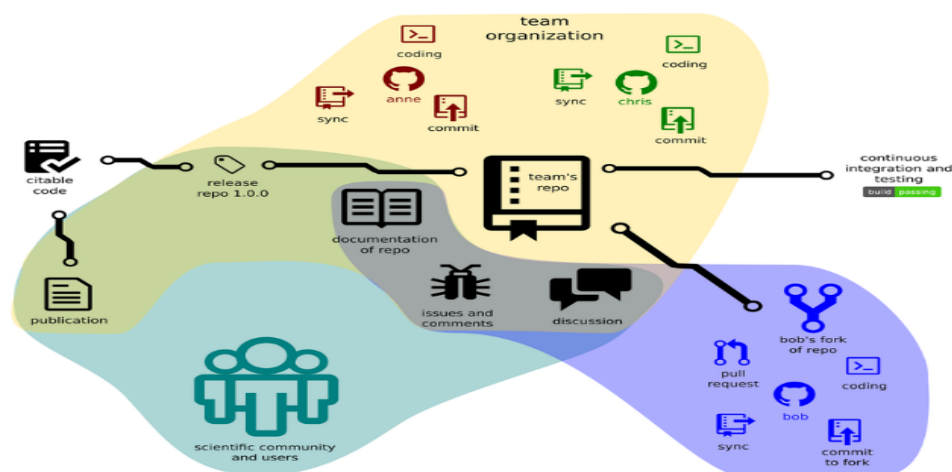 team
organization
coding
anne
sync
commit
coding
sync
chris
commit
citable
code
release
repo 1.0.0
team's
repo
continuous
integration and
testing
build passing
documentation
of repo
publication
issues and
comments
discussion
bob's fork
of repo
pull
request
coding
bob
sync
commit
to fork
scientific community
and users